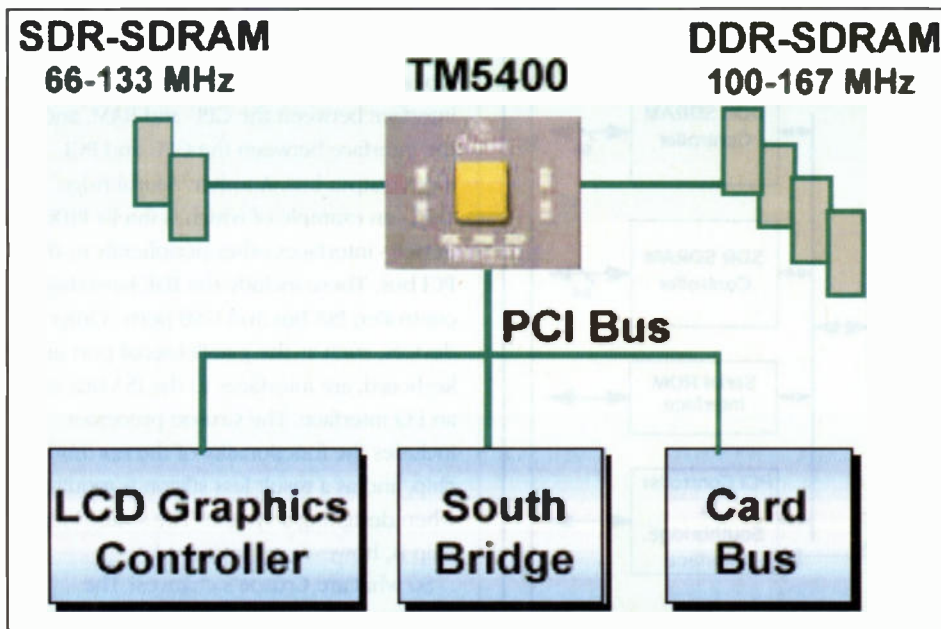 SDR-SDRAM
66-133 MHz
TM5400
DDR-SDRAM
100-167 MHz
PCI Bus
LCD Graphics
Controller
South
Bridge
Card
Bus